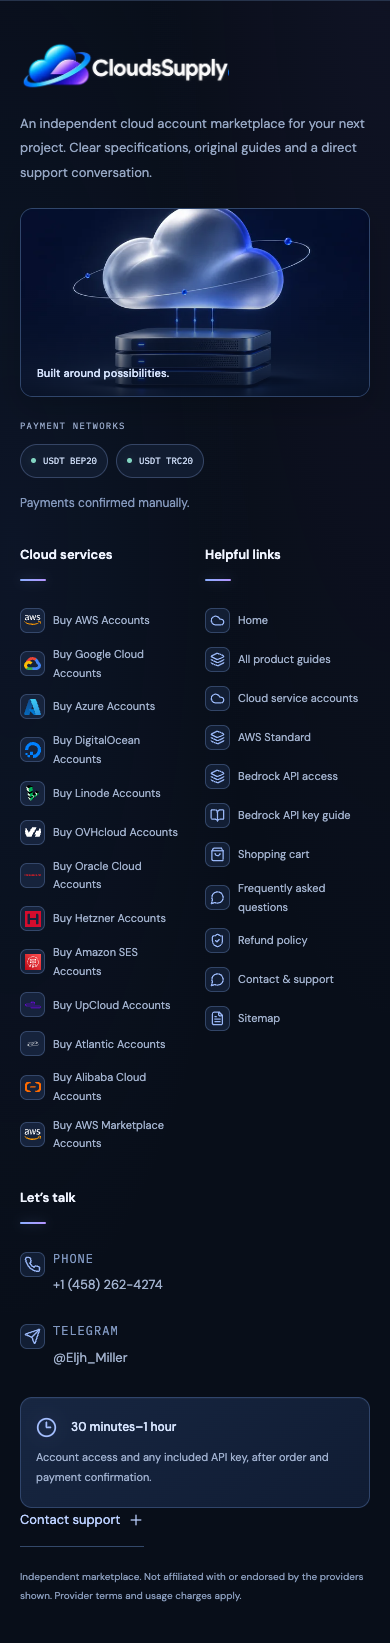 CloudsSupply
An independent cloud account marketplace for your next
project. Clear specifications, original guides and a direct
support conversation.
Built around possibilities.
PAYMENT NETWORKS
USDT BEP20
USDT TRC20
Payments confirmed manually.
Cloud services
aws
Buy AWS Accounts
Buy Google Cloud
Accounts
Buy Azure Accounts
Buy DigitalOcean
Accounts
Buy Linode Accounts
Buy OVHcloud Accounts
Buy Oracle Cloud
Accounts
Buy Hetzner Accounts
Buy Amazon SES
Accounts
Buy UpCloud Accounts
Buy Atlantic Accounts
Buy Alibaba Cloud
Accounts
aws
Buy AWS Marketplace
Accounts
Helpful links
Home
All product guides
Cloud service accounts
AWS Standard
Bedrock API access
Bedrock API key guide
Shopping cart
Frequently asked
questions
Refund policy
Contact & support
Sitemap
Let's talk
PHONE
+1 (458) 262-4274
TELEGRAM
@Eljh_Miller
30 minutes–1 hour
Account access and any included API key, after order and
payment confirmation.
Contact support +
Independent marketplace. Not affiliated with or endorsed by the providers
shown. Provider terms and usage charges apply.